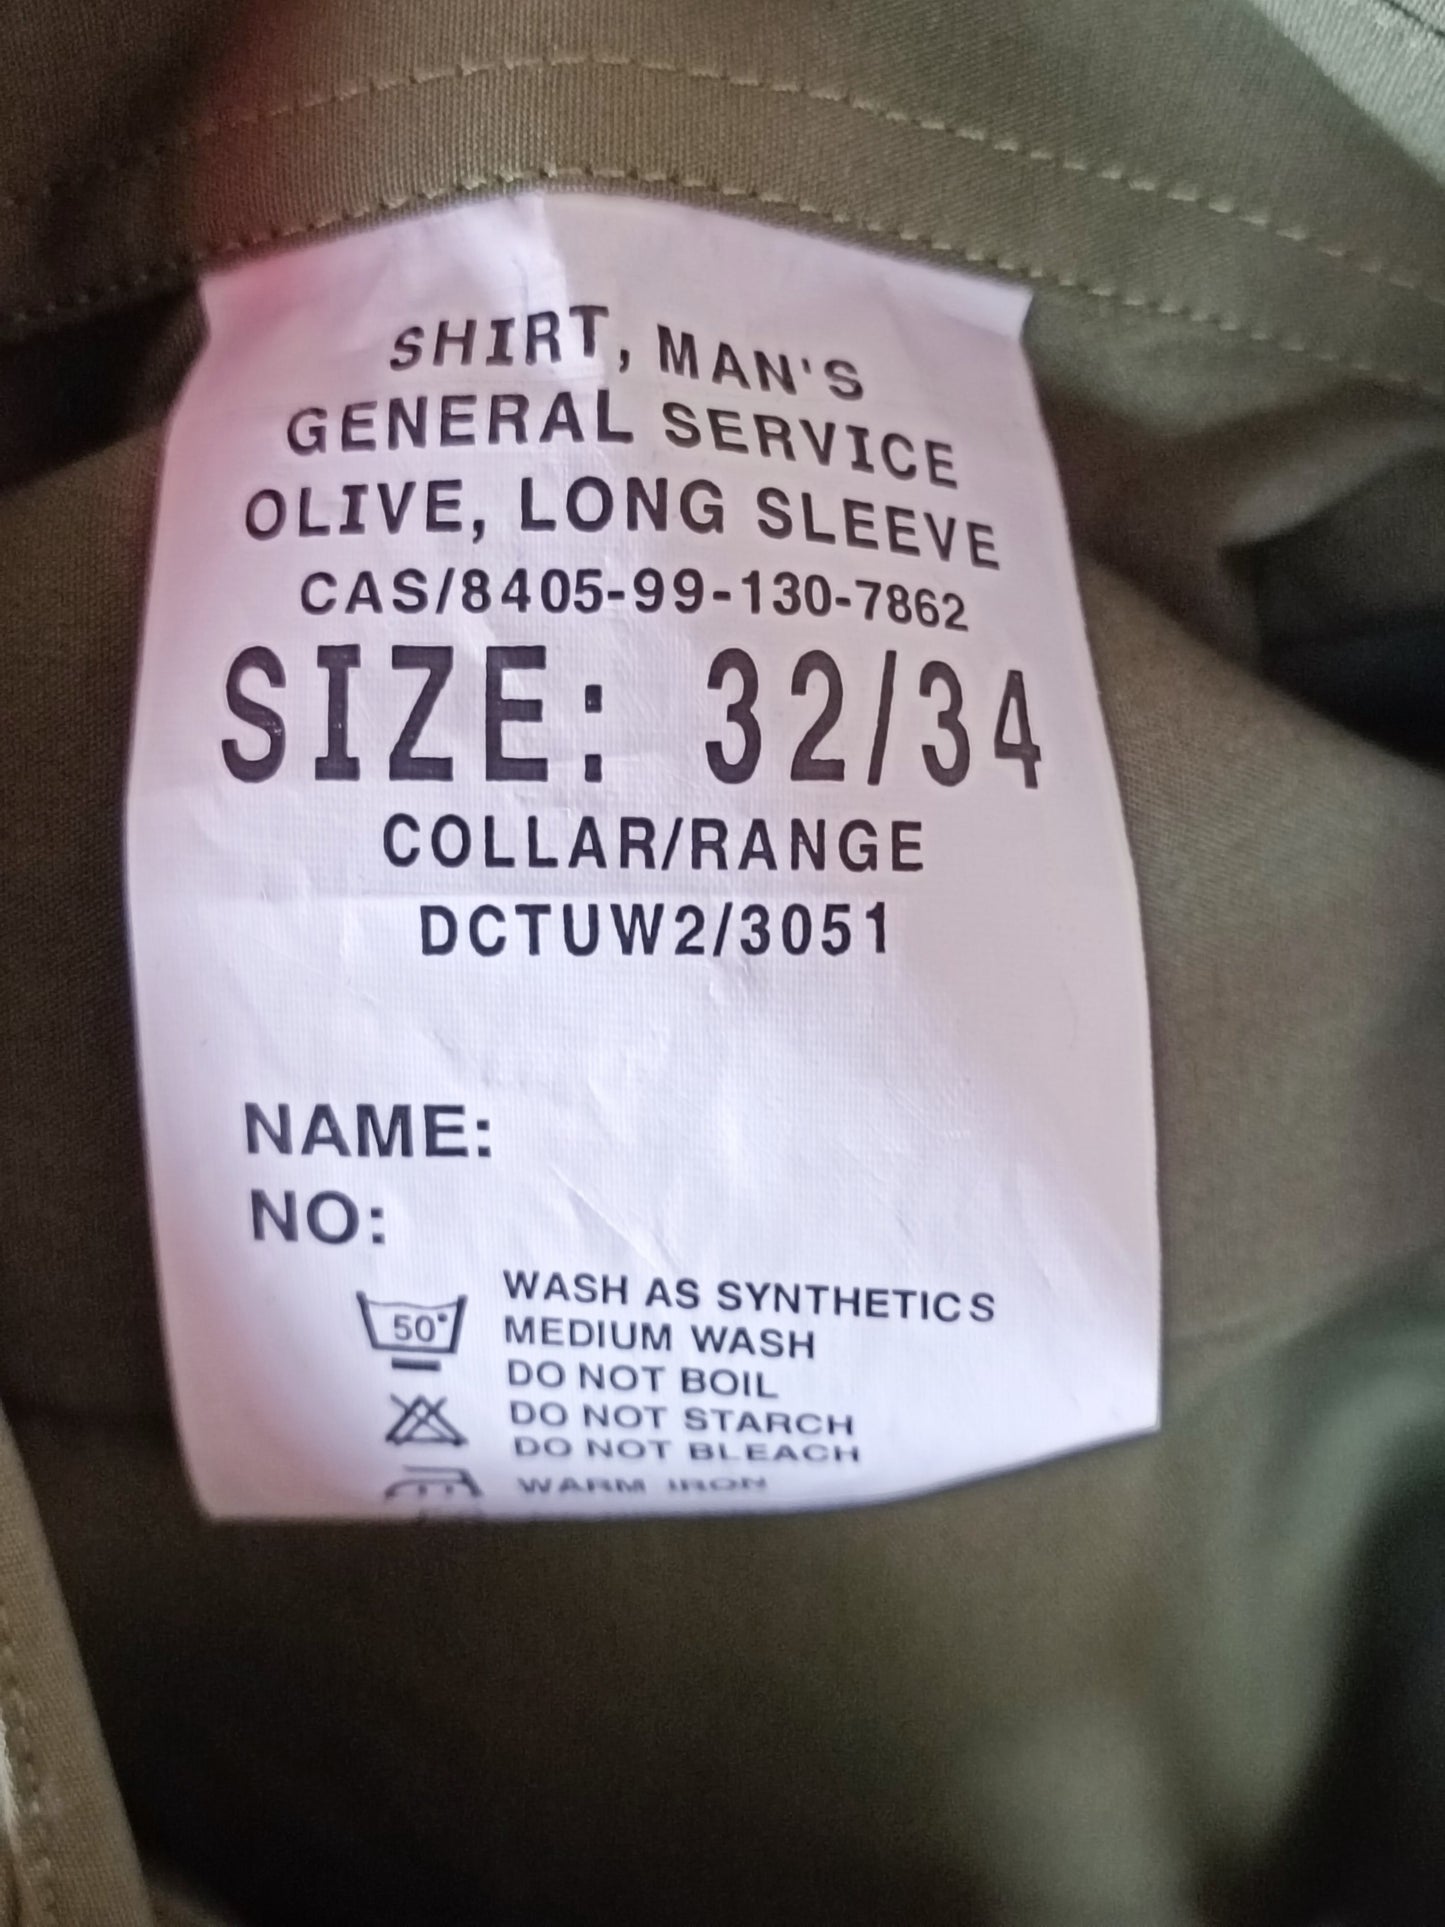 SHIRT, MAN'S
GENERAL SERVICE
OLIVE, LONG SLEEVE
CAS/8405-99-130-7862
SIZE: 32/34
COLLAR/RANGE
DCTUW2/3051
NAME:
NO:
50° WASH AS SYNTHETICS
MEDIUM WASH
DO NOT BOIL
DO NOT STARCH
DO NOT BLEACH
WARM IRON